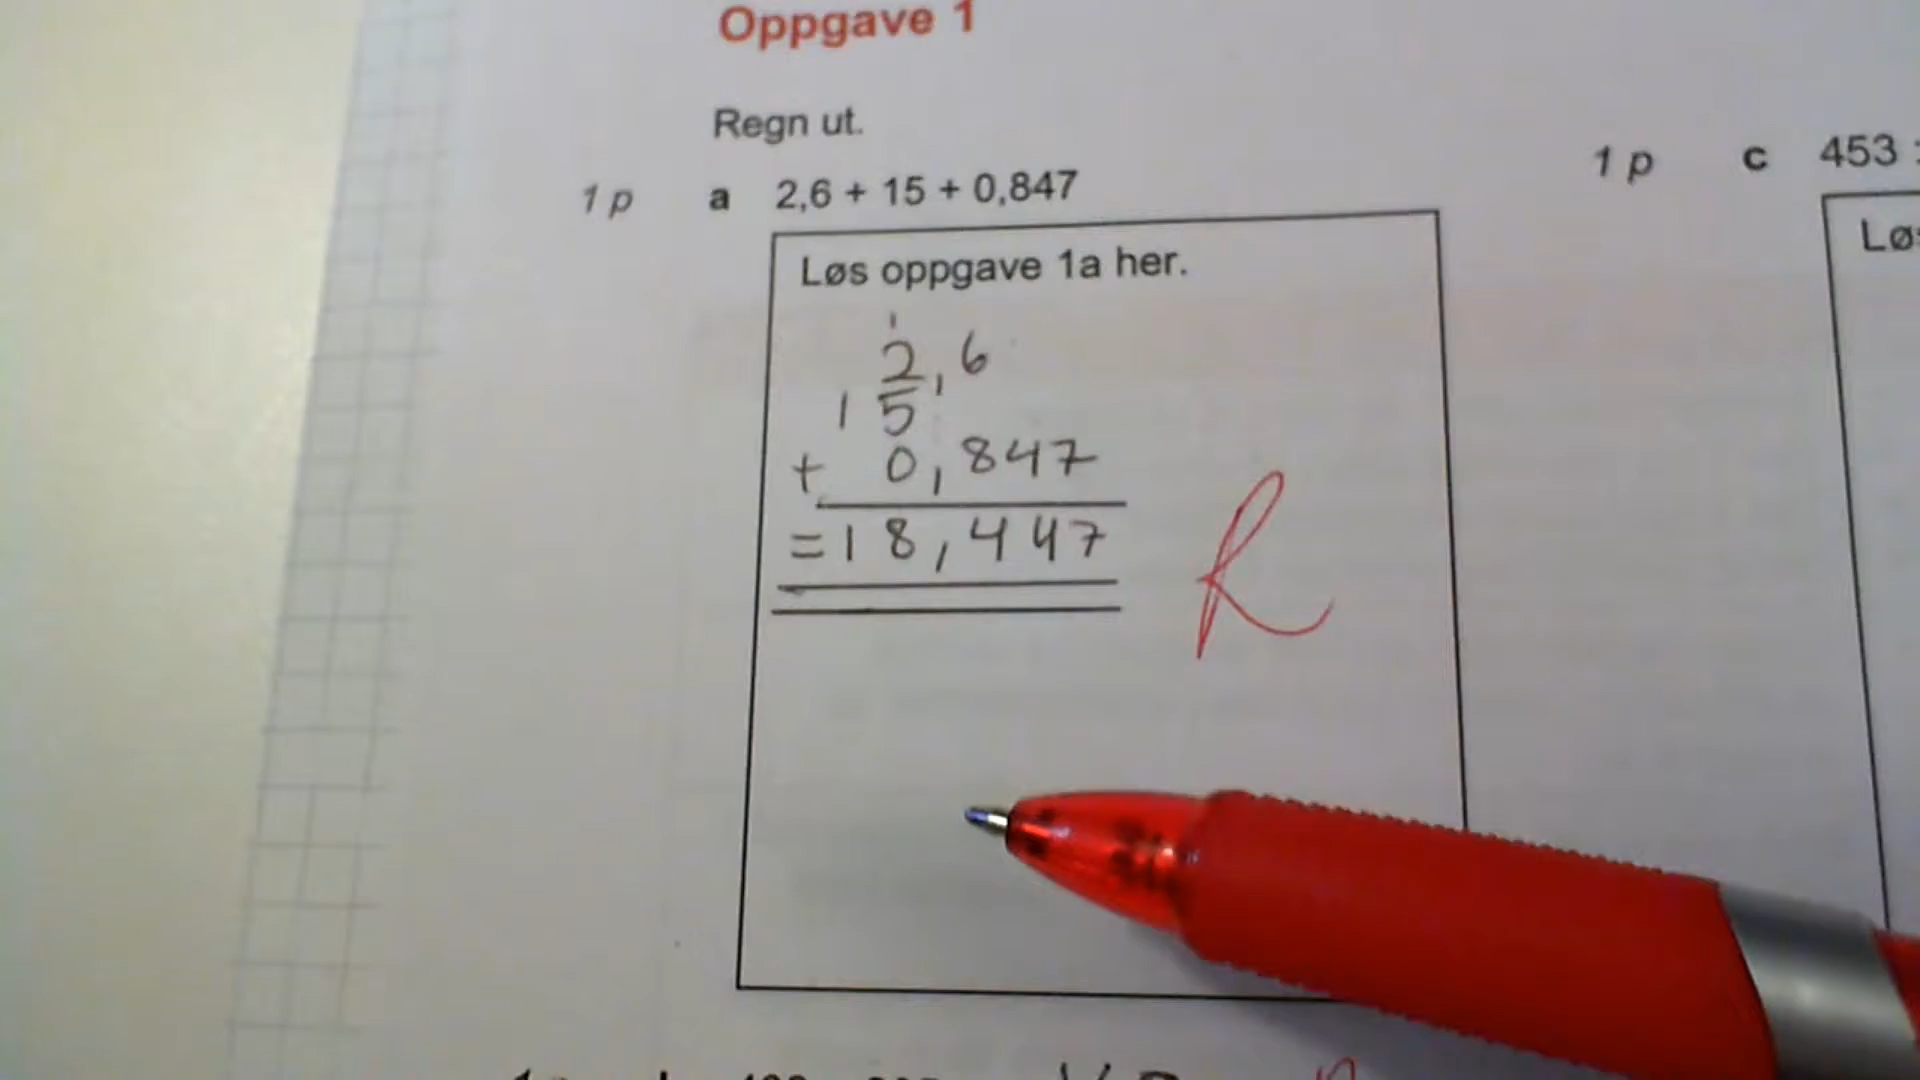 Oppgave 1
Regn ut.
1 p a 2,6 + 15 + 0,847
Løs oppgave 1a her.
1
2,6
15
+ 0,847
=18,447
R
1 p c 453